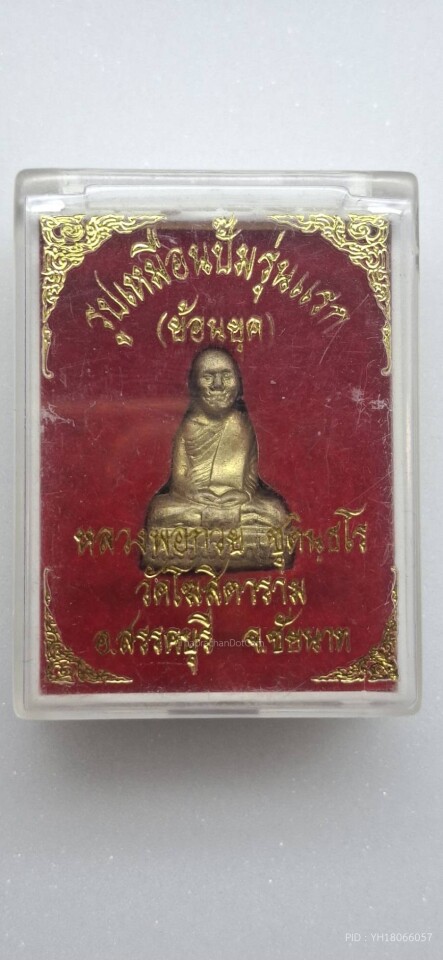 รูปเหมือนปั๊มรุ่นแรก
(ย้อนยุค)
หลวงพ่อกวย ชุตินฺธโร
วัดโฆสิตาราม
อ.สรรคบุรี จ.ชัยนาท
PID : YH18066057